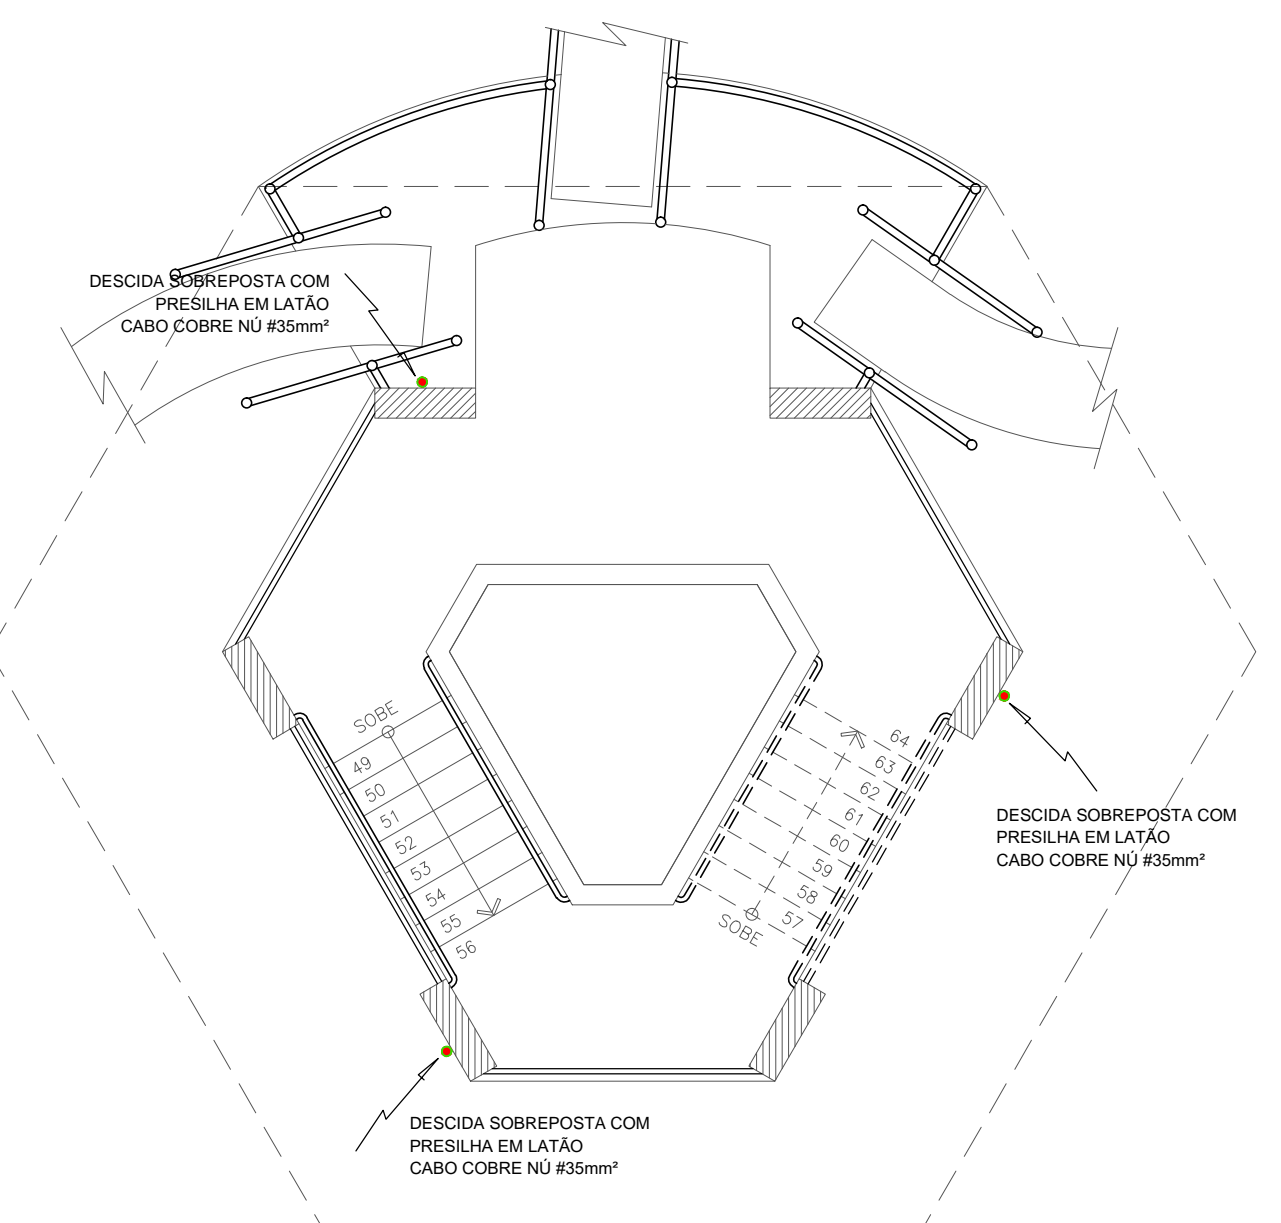 DESCIDA SOBREPOSTA COM
PRESILHA EM LATÃO
CABO COBRE NÚ #35mm²
SOBE
49
50
51
52
53
54
55
56
64
63
62
61
60
59
58
57
SOBE
DESCIDA SOBREPOSTA COM
PRESILHA EM LATÃO
CABO COBRE NÚ #35mm²
DESCIDA SOBREPOSTA COM
PRESILHA EM LATÃO
CABO COBRE NÚ #35mm²